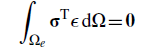 ∫_{Ω_e} σ^T ϵ dΩ = 0